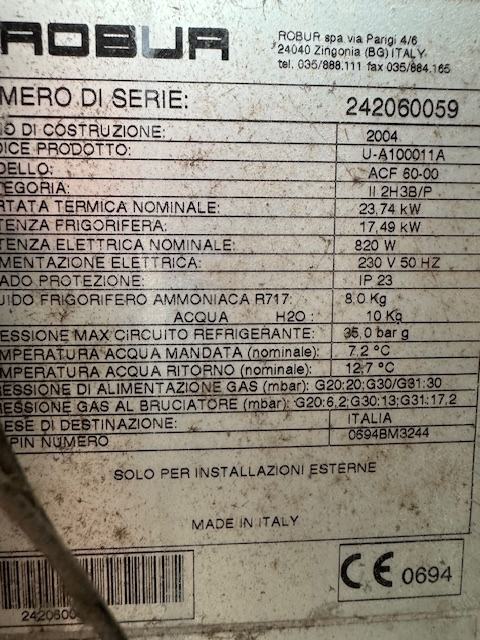 ROBUR
ROBUR spa via Parigi 4/6
24040 Zingonia (BG) ITALY
tel. 035/888.111 fax 035/884.165
MERO DI SERIE: 242060059
O DI COSTRUZIONE: 2004
DICE PRODOTTO: U-A100011A
DELLO: ACF 60-00
TEGORIA: II 2H3B/P
RTATA TERMICA NOMINALE: 23.74 kW
TENZA FRIGORIFERA: 17,49 kW
TENZA ELETTRICA NOMINALE: 820 W
MENTAZIONE ELETTRICA: 230 V 50 HZ
ADO PROTEZIONE: IP 23
UIDO FRIGORIFERO AMMONIACA R717: 8.0 Kg
ACQUA H2O: 10 Kg
ESSIONE MAX CIRCUITO REFRIGERANTE: 35.0 bar g
MPERATURA ACQUA MANDATA (nominale): 7.2 °C
MPERATURA ACQUA RITORNO (nominale): 12.7 °C
RESSIONE DI ALIMENTAZIONE GAS (mbar): G20:20;G30/G31:30
RESSIONE GAS AL BRUCIATORE (mbar): G20:6,2;G30:13;G31:17,2
ESE DI DESTINAZIONE: ITALIA
PIN NUMERO 0694BM3244
SOLO PER INSTALLAZIONI ESTERNE
MADE IN ITALY
2420600
CE 0694